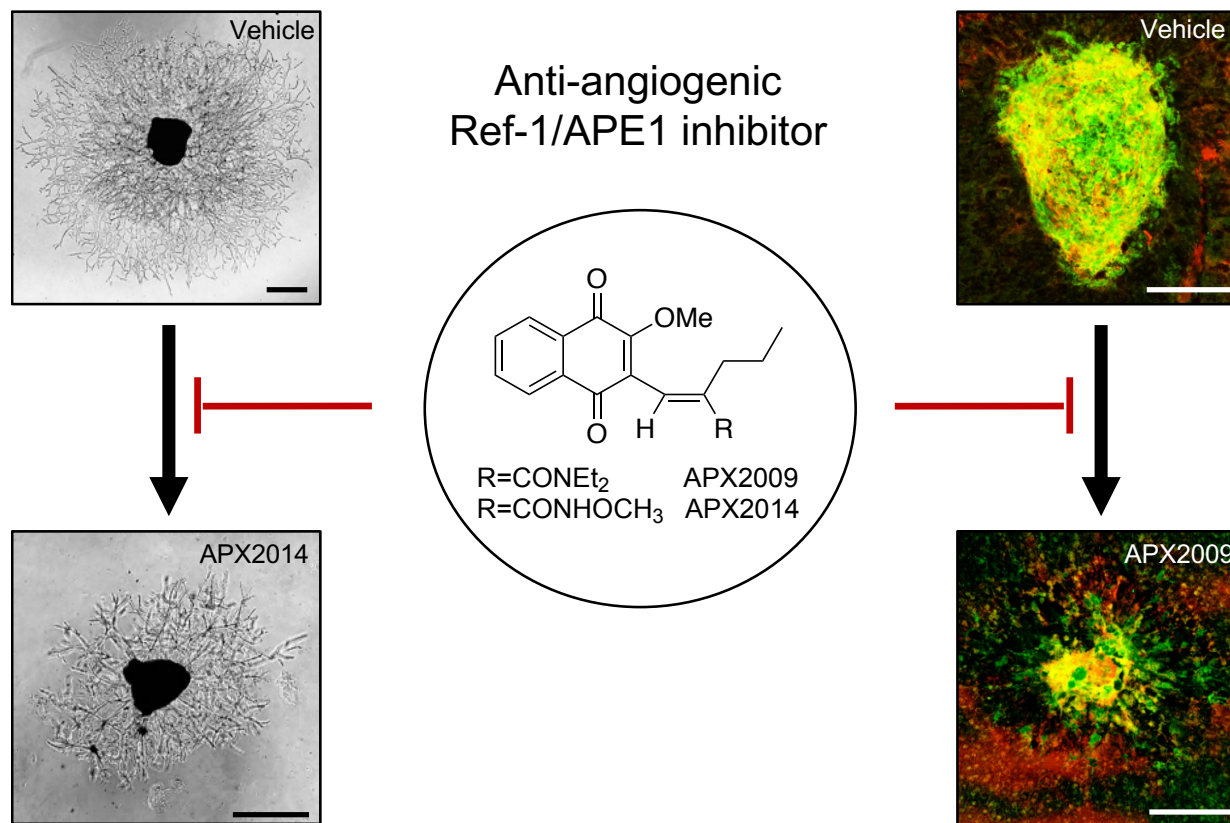 Vehicle
Anti-angiogenic
Ref-1/APE1 inhibitor
Vehicle
O
OMe
O
H
R
R=CONEt₂ APX2009
R=CONHOCH₃ APX2014
APX2014
APX2009